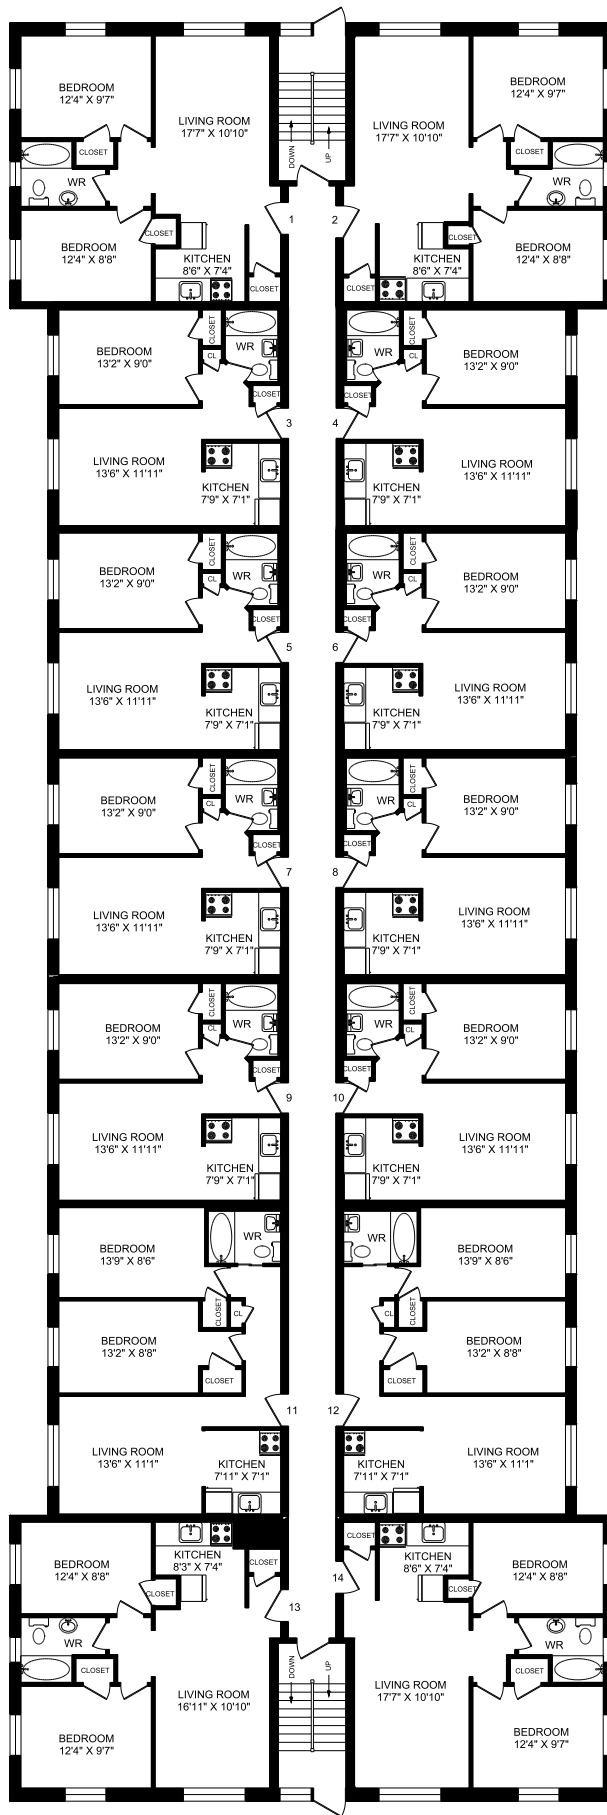 BEDROOM
12'4" X 9'7"
LIVING ROOM
17'7" X 10'10"
CLOSET
WR
BEDROOM
12'4" X 8'8"
CLOSET
KITCHEN
8'6" X 7'4"
CLOSET
DOWN
UP
1
2
LIVING ROOM
17'7" X 10'10"
BEDROOM
12'4" X 9'7"
CLOSET
WR
KITCHEN
8'6" X 7'4"
CLOSET
CLOSET
BEDROOM
12'4" X 8'8"
BEDROOM
13'2" X 9'0"
CLOSET
CL
WR
CLOSET
3
LIVING ROOM
13'6" X 11'11"
KITCHEN
7'9" X 7'1"
WR
CLOSET
CL
CLOSET
BEDROOM
13'2" X 9'0"
4
KITCHEN
7'9" X 7'1"
LIVING ROOM
13'6" X 11'11"
BEDROOM
13'2" X 9'0"
CLOSET
CL
WR
CLOSET
5
LIVING ROOM
13'6" X 11'11"
KITCHEN
7'9" X 7'1"
WR
CLOSET
CL
CLOSET
BEDROOM
13'2" X 9'0"
6
KITCHEN
7'9" X 7'1"
LIVING ROOM
13'6" X 11'11"
BEDROOM
13'2" X 9'0"
CLOSET
CL
WR
CLOSET
7
LIVING ROOM
13'6" X 11'11"
KITCHEN
7'9" X 7'1"
WR
CLOSET
CL
CLOSET
BEDROOM
13'2" X 9'0"
8
KITCHEN
7'9" X 7'1"
LIVING ROOM
13'6" X 11'11"
BEDROOM
13'2" X 9'0"
CLOSET
CL
WR
CLOSET
9
LIVING ROOM
13'6" X 11'11"
KITCHEN
7'9" X 7'1"
WR
CLOSET
CL
CLOSET
BEDROOM
13'2" X 9'0"
10
KITCHEN
7'9" X 7'1"
LIVING ROOM
13'6" X 11'11"
BEDROOM
13'9" X 8'6"
WR
CLOSET
CL
BEDROOM
13'2" X 8'8"
CLOSET
11
LIVING ROOM
13'6" X 11'1"
KITCHEN
7'11" X 7'1"
WR
BEDROOM
13'9" X 8'6"
CL
CLOSET
BEDROOM
13'2" X 8'8"
CLOSET
12
KITCHEN
7'11" X 7'1"
LIVING ROOM
13'6" X 11'1"
BEDROOM
12'4" X 8'8"
KITCHEN
8'3" X 7'4"
CLOSET
CLOSET
13
WR
CLOSET
LIVING ROOM
16'11" X 10'10"
BEDROOM
12'4" X 9'7"
DOWN
UP
CLOSET
14
KITCHEN
8'6" X 7'4"
CLOSET
BEDROOM
12'4" X 8'8"
WR
CLOSET
LIVING ROOM
17'7" X 10'10"
BEDROOM
12'4" X 9'7"